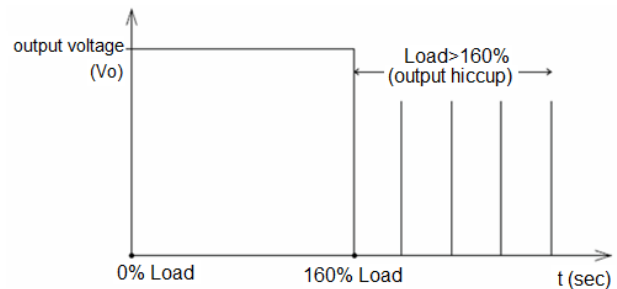 output voltage
(Vo)
Load>160%
(output hiccup)
0% Load
160% Load
t (sec)